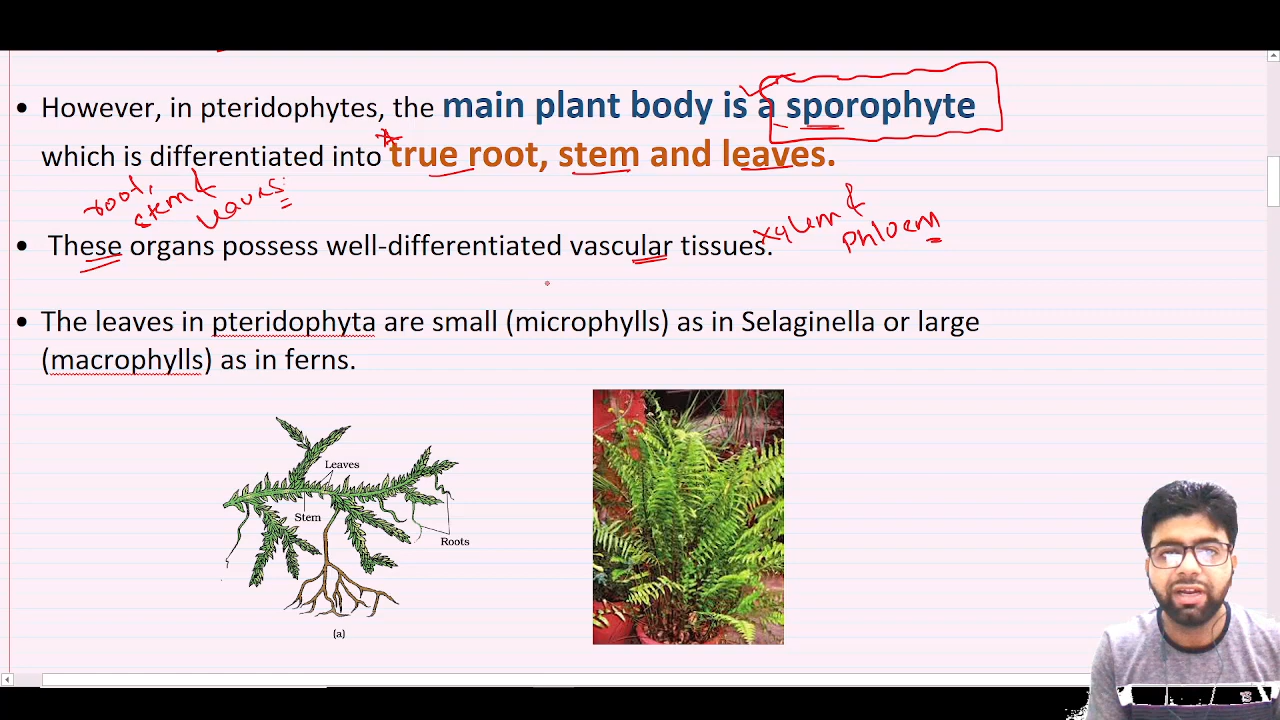 • However, in pteridophytes, the main plant body is a sporophyte
which is differentiated into true root, stem and leaves.
root,
stem &
leaves
xylem &
phloem
• These organs possess well-differentiated vascular tissues.
• The leaves in pteridophyta are small (microphylls) as in Selaginella or large
(macrophylls) as in ferns.
Leaves
Stem
Roots
(a)